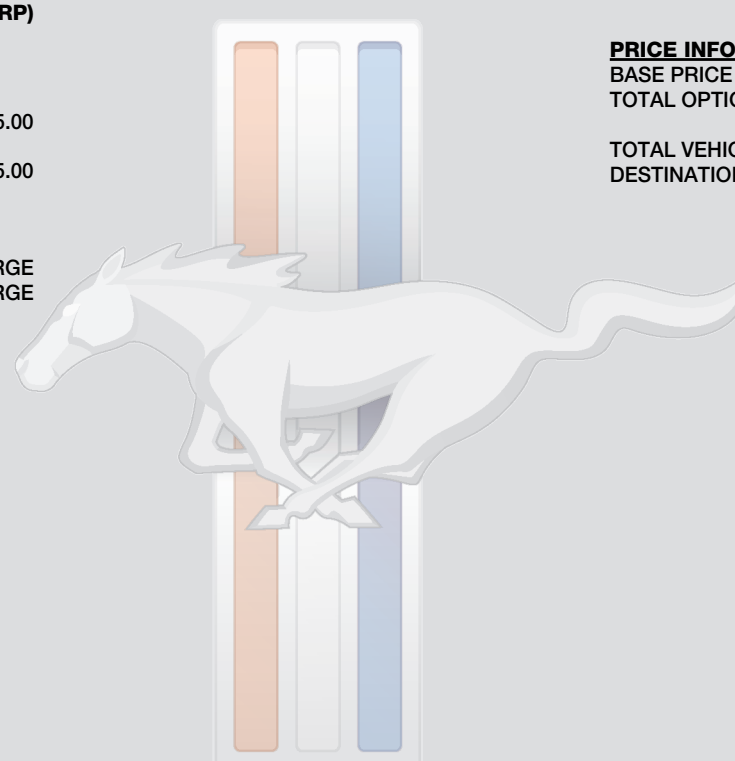 RP)
5.00
5.00
RGE
RGE
PRICE INFO
BASE PRICE
TOTAL OPTIO
TOTAL VEHIC
DESTINATION